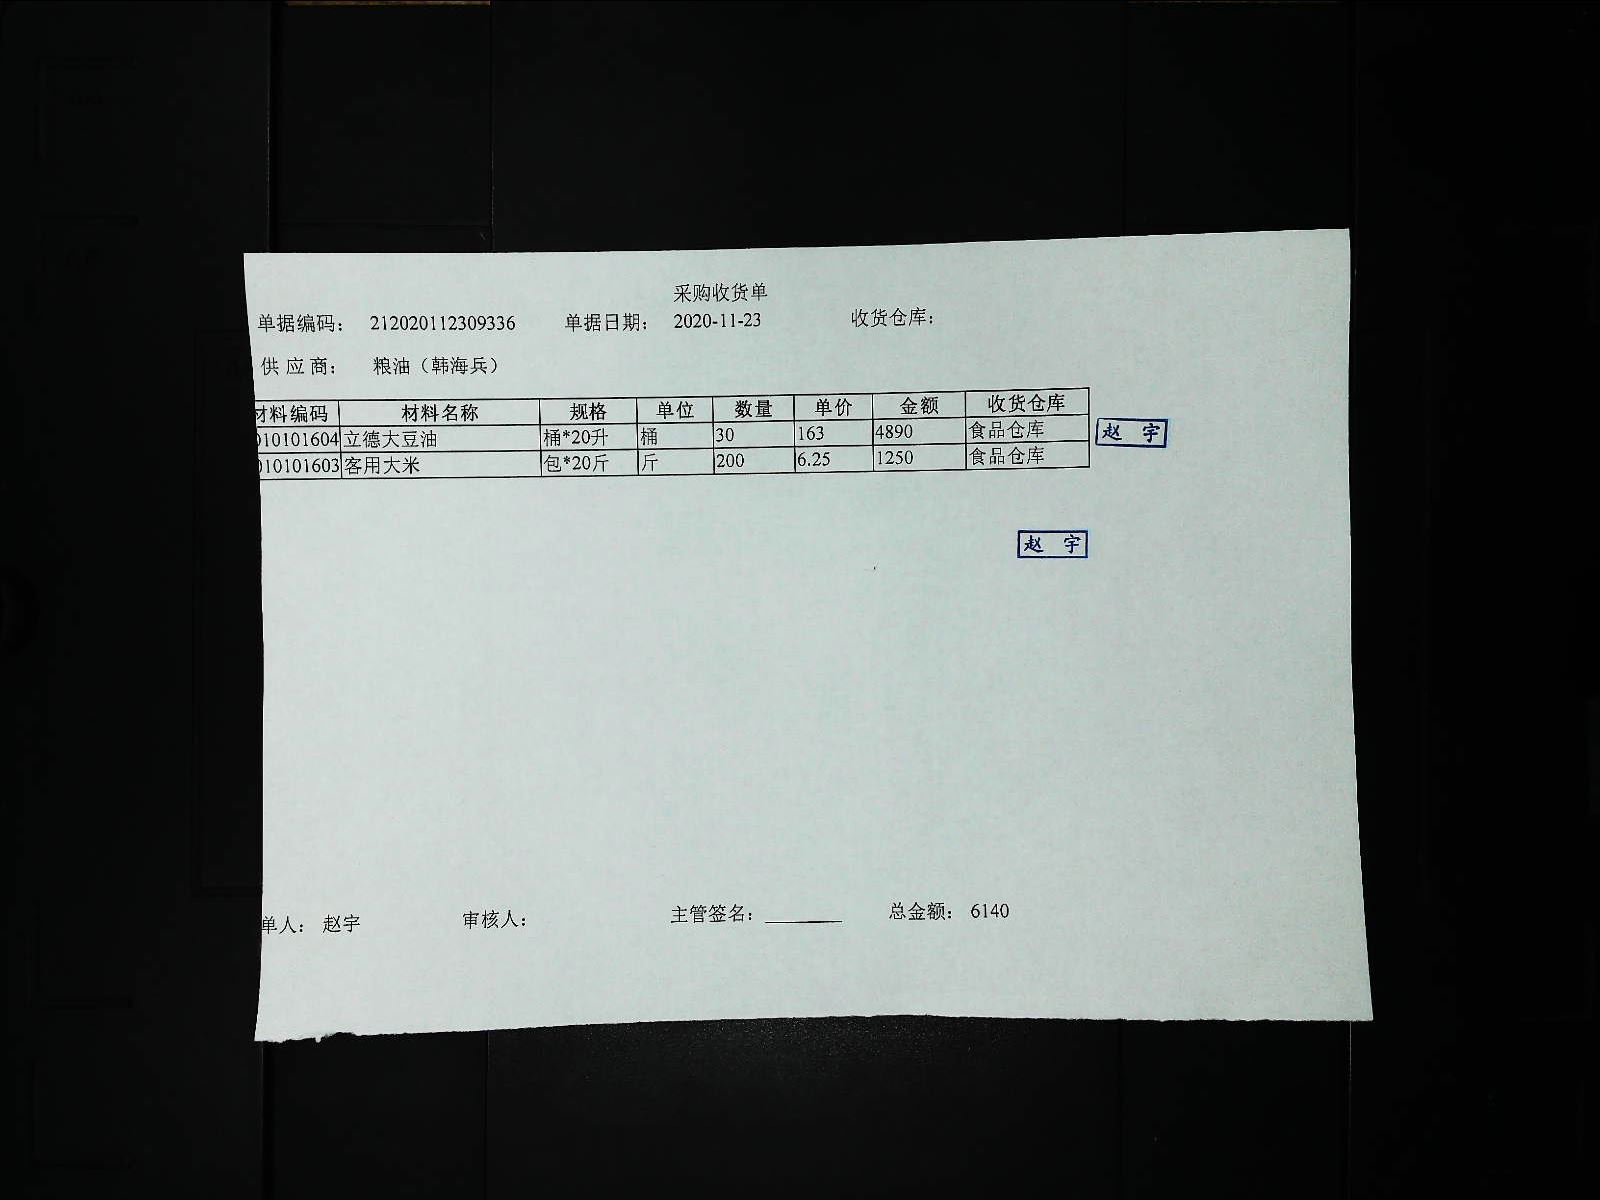 采购收货单
单据编码： 212020112309336 单据日期： 2020-11-23 收货仓库：
供 应 商： 粮油（韩海兵）
材料编码 材料名称 规格 单位 数量 单价 金额 收货仓库
010101604 立德大豆油 桶*20升 桶 30 163 4890 食品仓库 赵 宇
010101603 客用大米 包*20斤 斤 200 6.25 1250 食品仓库
赵 宇
单人： 赵宇 审核人： 主管签名： 总金额： 6140